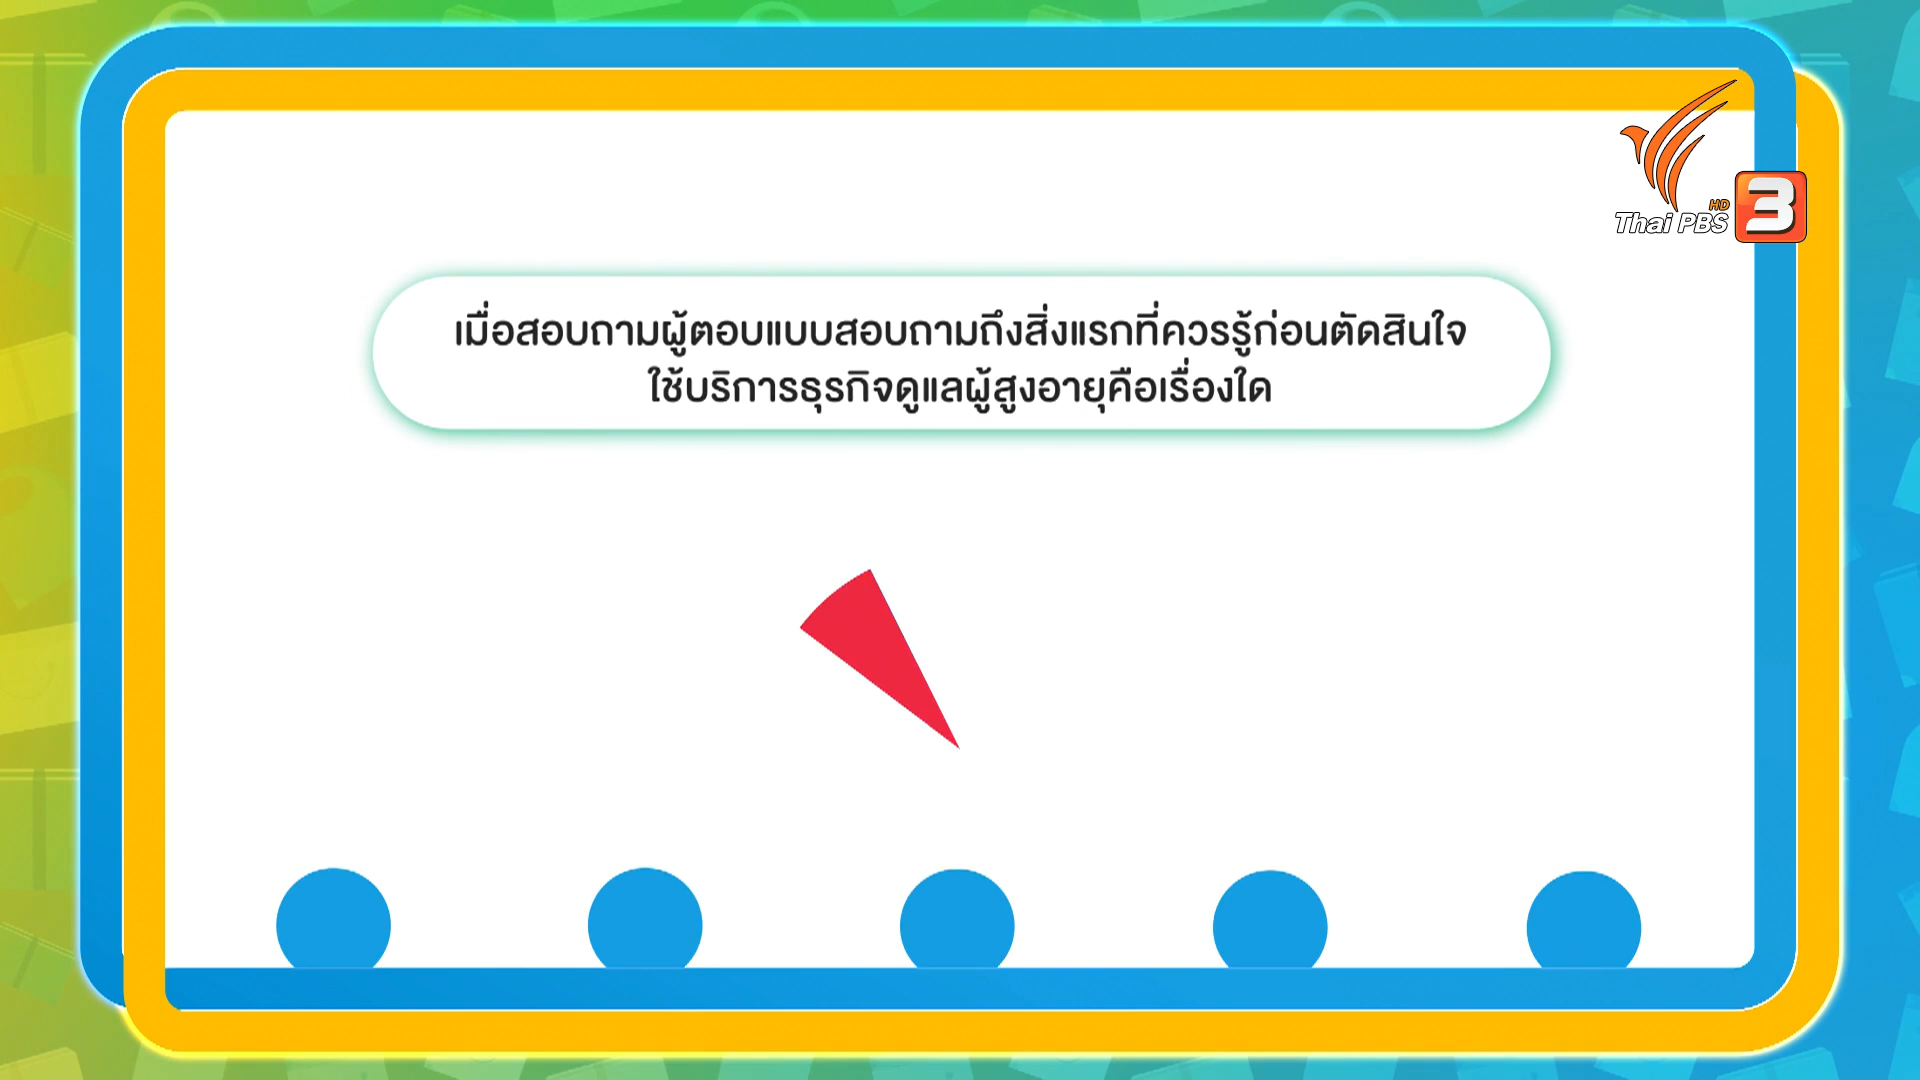 HD
Thai PBS 3
เมื่อสอบถามผู้ตอบแบบสอบถามถึงสิ่งแรกที่ควรรู้ก่อนตัดสินใจ
ใช้บริการธุรกิจดูแลผู้สูงอายุคือเรื่องใด